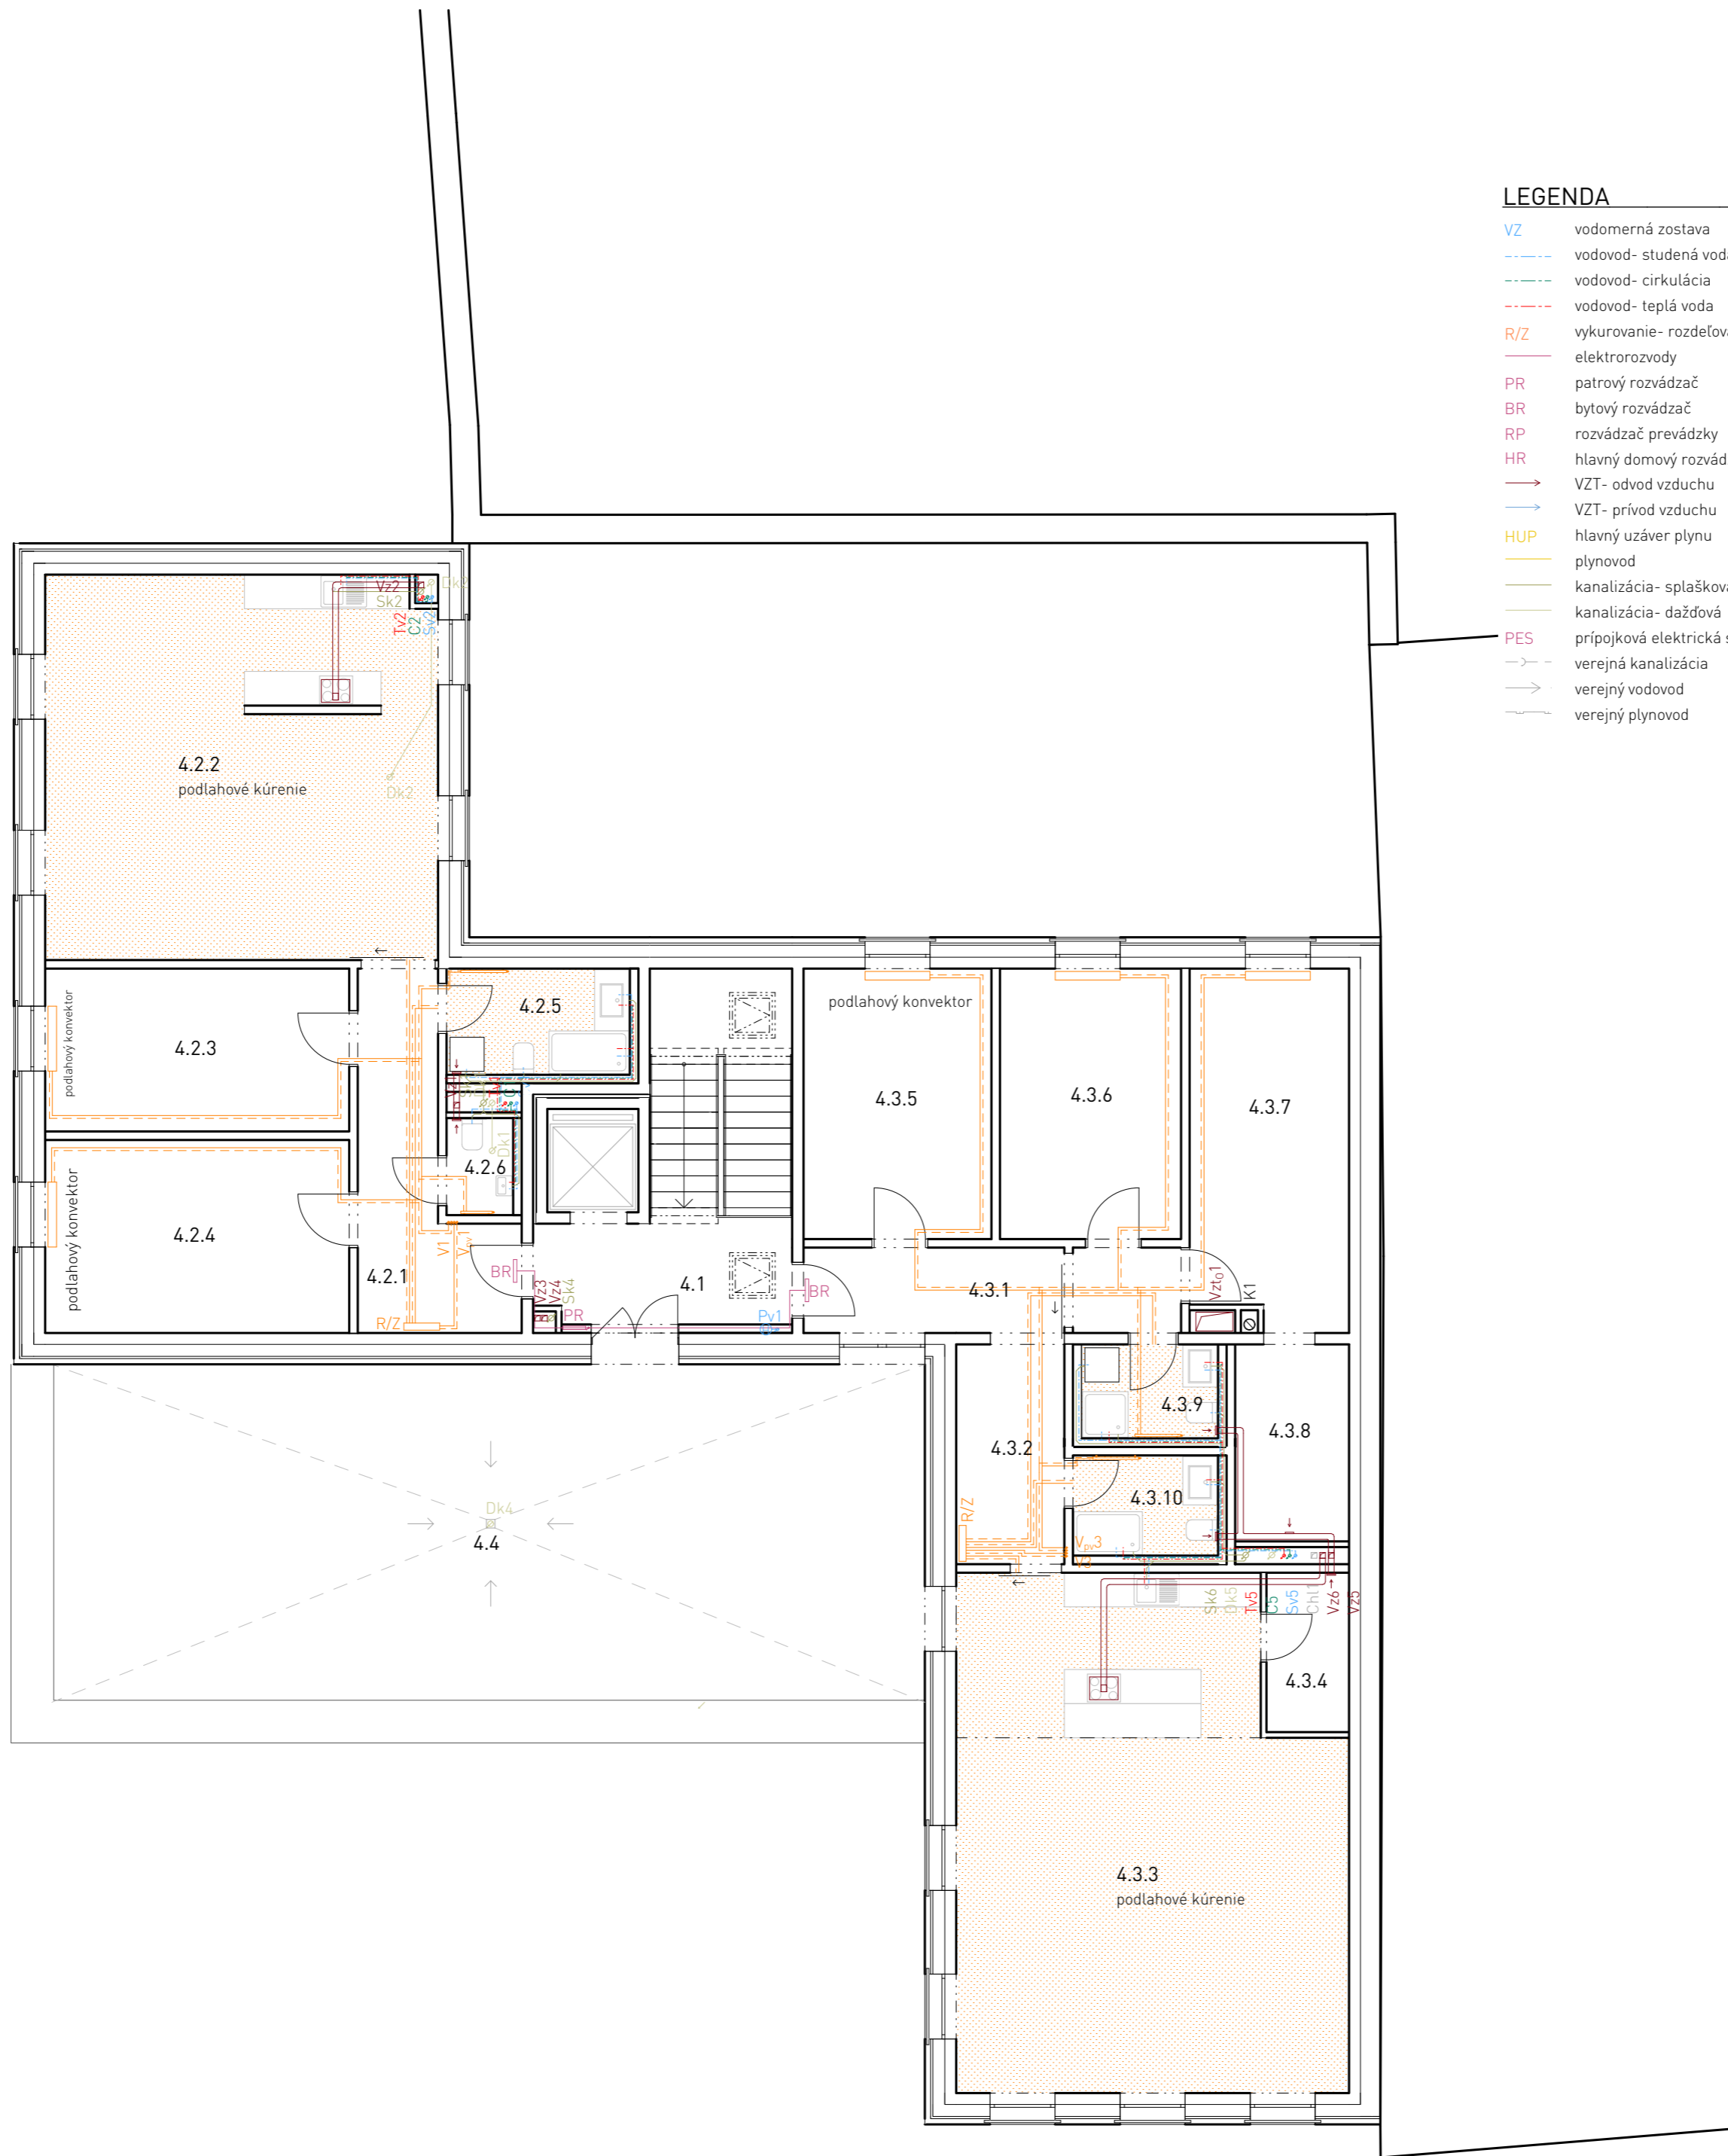 LEGENDA
VZ vodomerná zostava
vodovod- studená voda
vodovod- cirkulácia
vodovod- teplá voda
R/Z
vykurovanie-
elektrorozvody
PR patrový rozvádzač
BR bytový rozvádzač
RP rozvádzač prevádzky
HR hlavný domový
VZT- odvod vzduchu
VZT- prívod vzduchu
HUP hlavný uzáver plynu
plynovod
kanalizácia-
kanalizácia- dažďová
PES prípojková elektrická
verejná kanalizácia
verejný vodovod
verejný plynovod
Vz2
Dk2
Sk2
Tv2
C2
Sv2
4.2.2
podlahové kúrenie
Dk2
podlahový konvektor
4.2.3
4.2.5
podlahový konvektor
4.3.5
4.3.6
4.3.7
Tv1
Dk1
4.2.6
podlahový konvektor
4.2.4
4.2.1
V1
R/Z
BR
Vz3
Vz4
Sk4
PR
4.1
Pv1
BR
4.3.1
Vzto1
K1
4.3.9
4.3.8
4.3.2
4.3.10
R/Z
Vpv3
V3
Dk4
4.4
Sk6
Dk5
Tv5
C5
Sv5
Chl1
Vz6
Vz5
4.3.4
4.3.3
podlahové kúrenie